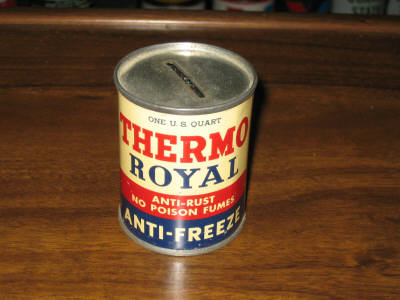 ONE U.S. QUART
THERMO
ROYAL
ANTI-RUST
NO POISON FUMES
ANTI-FREEZE